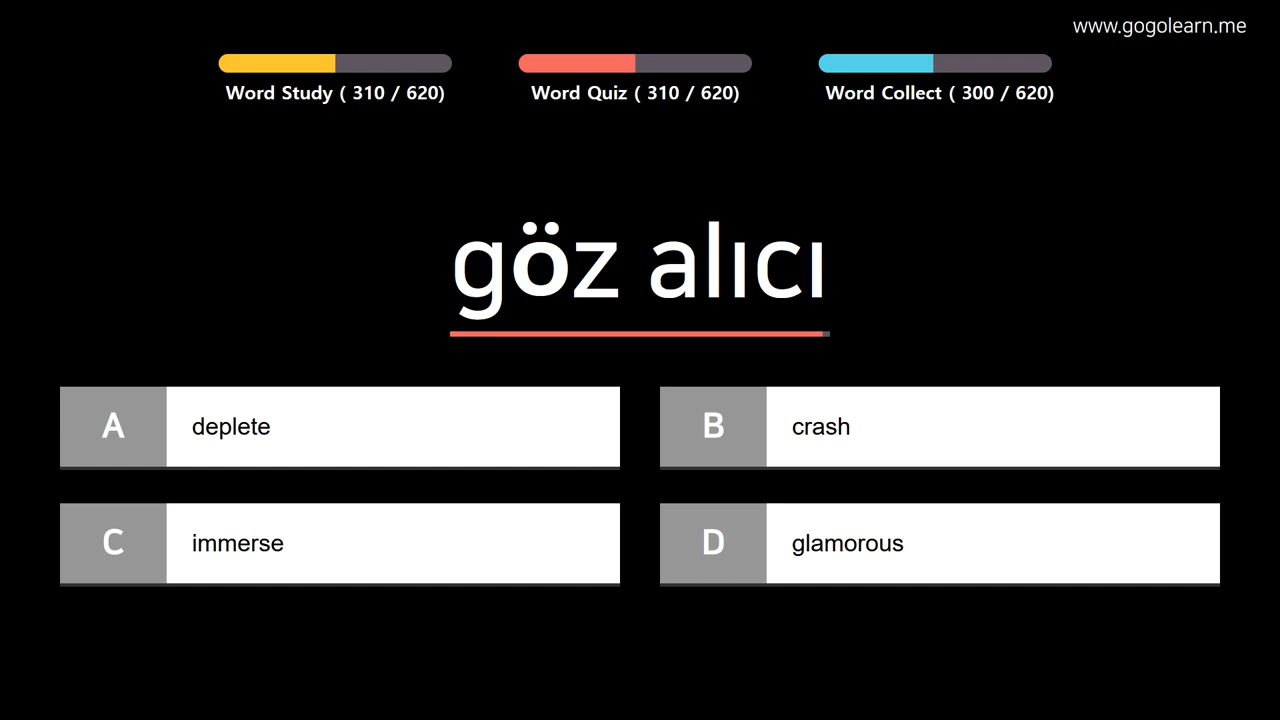 www.gogolearn.me
Word Study ( 310 / 620)
Word Quiz ( 310 / 620)
Word Collect ( 300 / 620)
göz alıcı
A
deplete
B
crash
C
immerse
D
glamorous